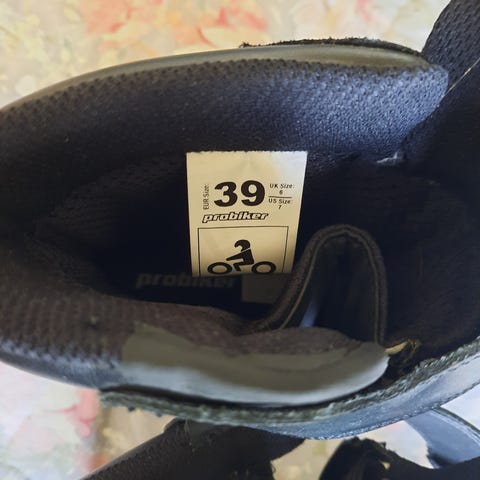 EUR Size: 39 UK Size: 6
US Size: 7
probiker
probiker